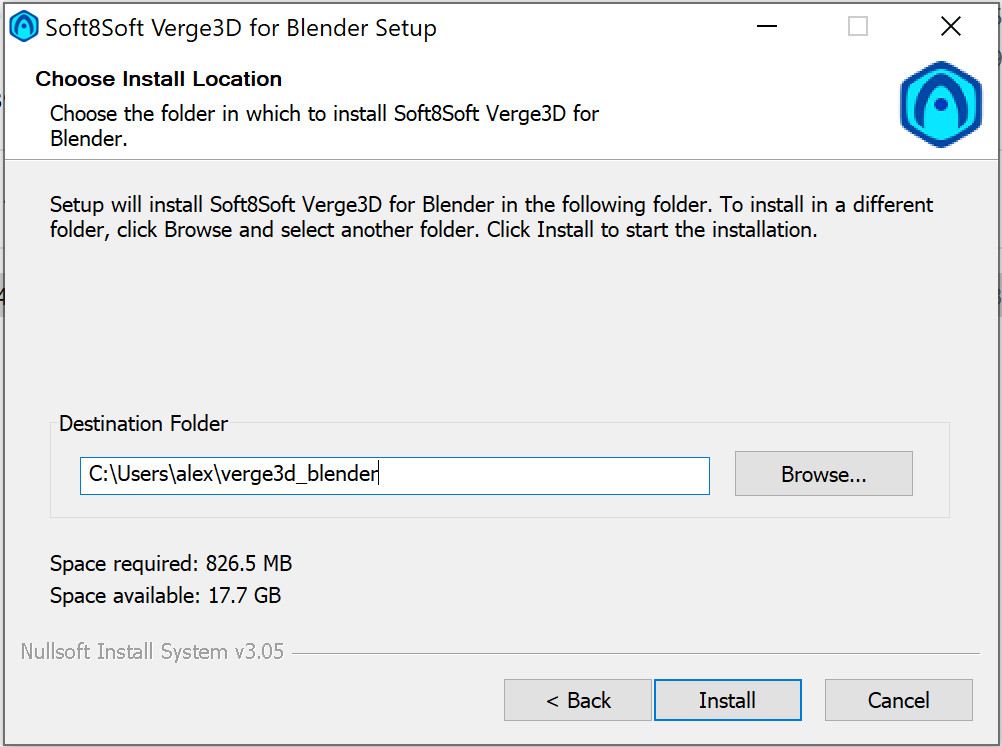 Soft8Soft Verge3D for Blender Setup
Choose Install Location
Choose the folder in which to install Soft8Soft Verge3D for
Blender.
Setup will install Soft8Soft Verge3D for Blender in the following folder. To install in a different
folder, click Browse and select another folder. Click Install to start the installation.
Destination Folder
C:\Users\alex\verge3d_blender
Browse...
Space required: 826.5 MB
Space available: 17.7 GB
Nullsoft Install System v3.05
< Back
Install
Cancel